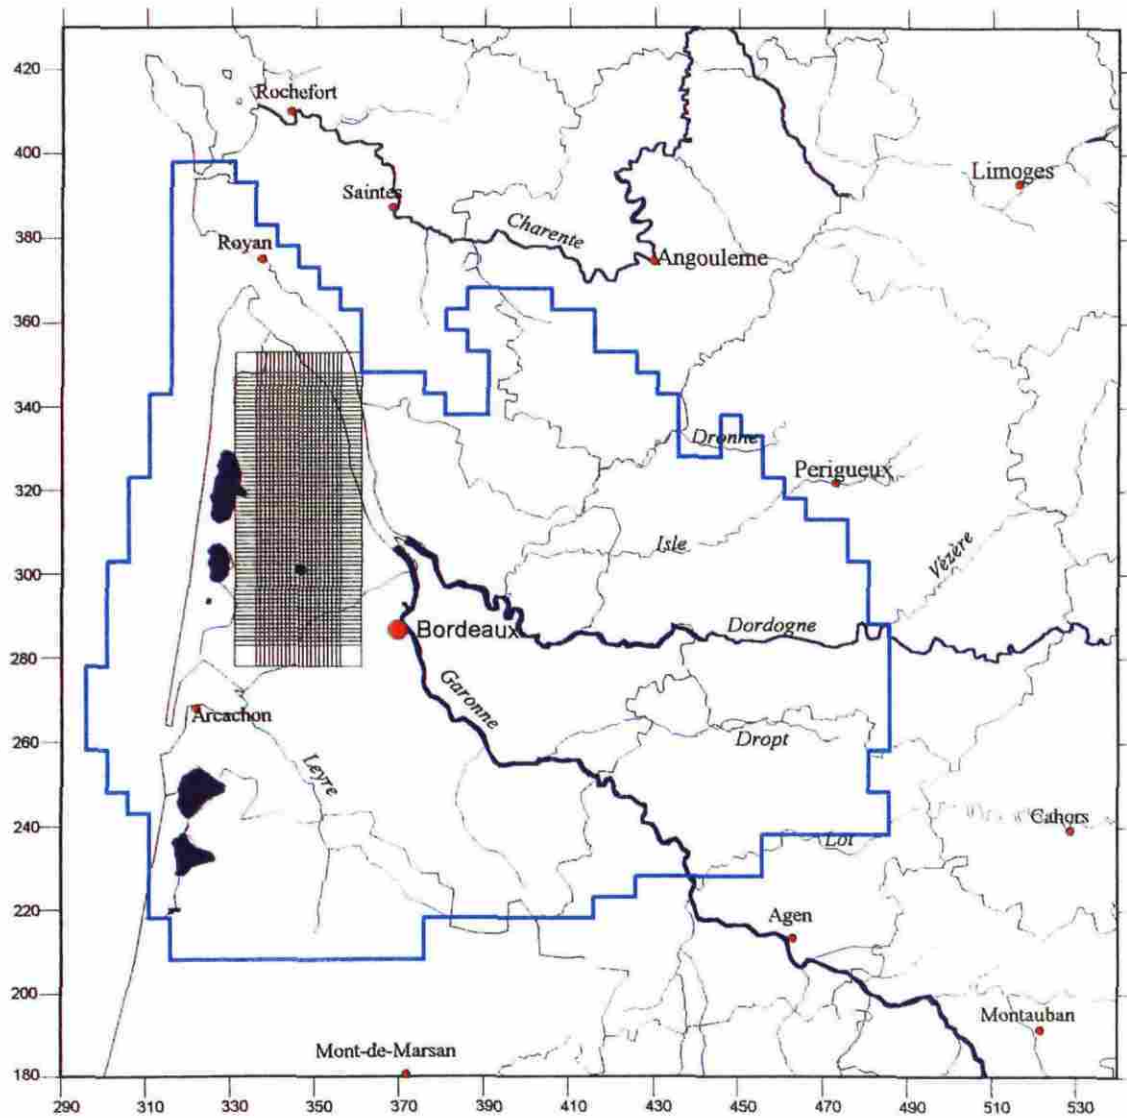 420
Rochefort
400
Limoges
Saintes
Charente
380
Royan
Angouleme
360
340
Dronne
Perigueux
320
Isle
Vézère
300
Bordeaux
Dordogne
280
Garonne
Arcachon
Dropt
260
Leyre
240
Cahors
Lot
220
Agen
200
Montauban
Mont-de-Marsan
180
290 310 330 350 370 390 410 430 450 470 490 510 530